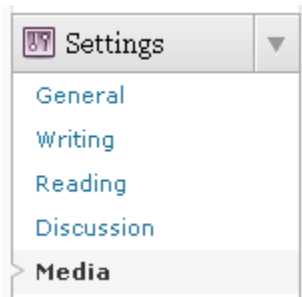 Settings
General
Writing
Reading
Discussion
Media